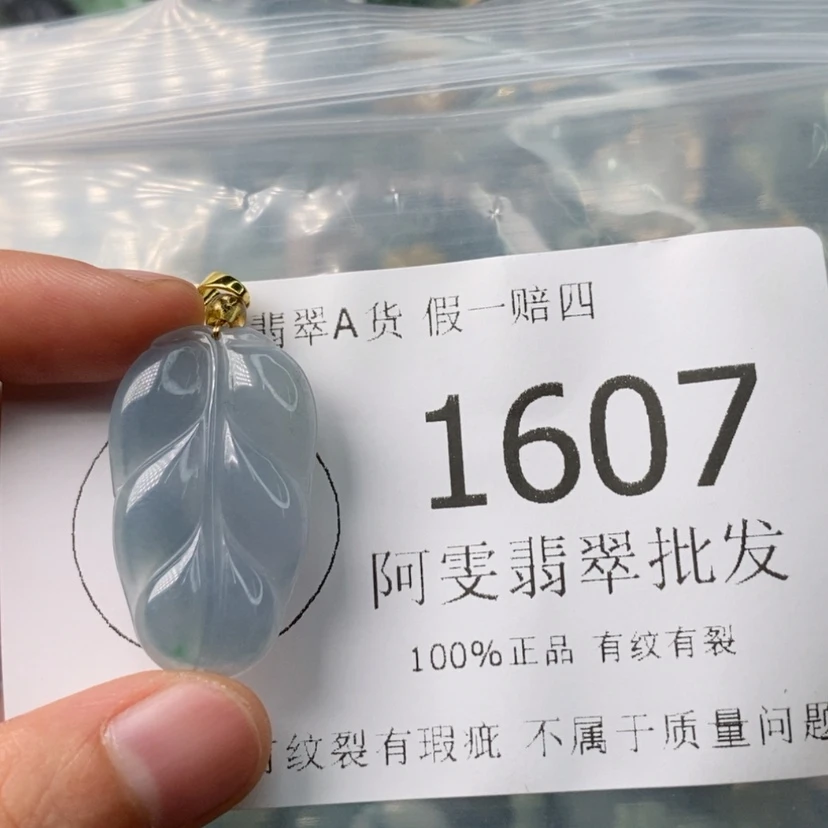 翡翠A货 假一赔四
1607
阿雯翡翠批发
100%正品 有纹有裂
有纹裂有瑕疵 不属于质量问题